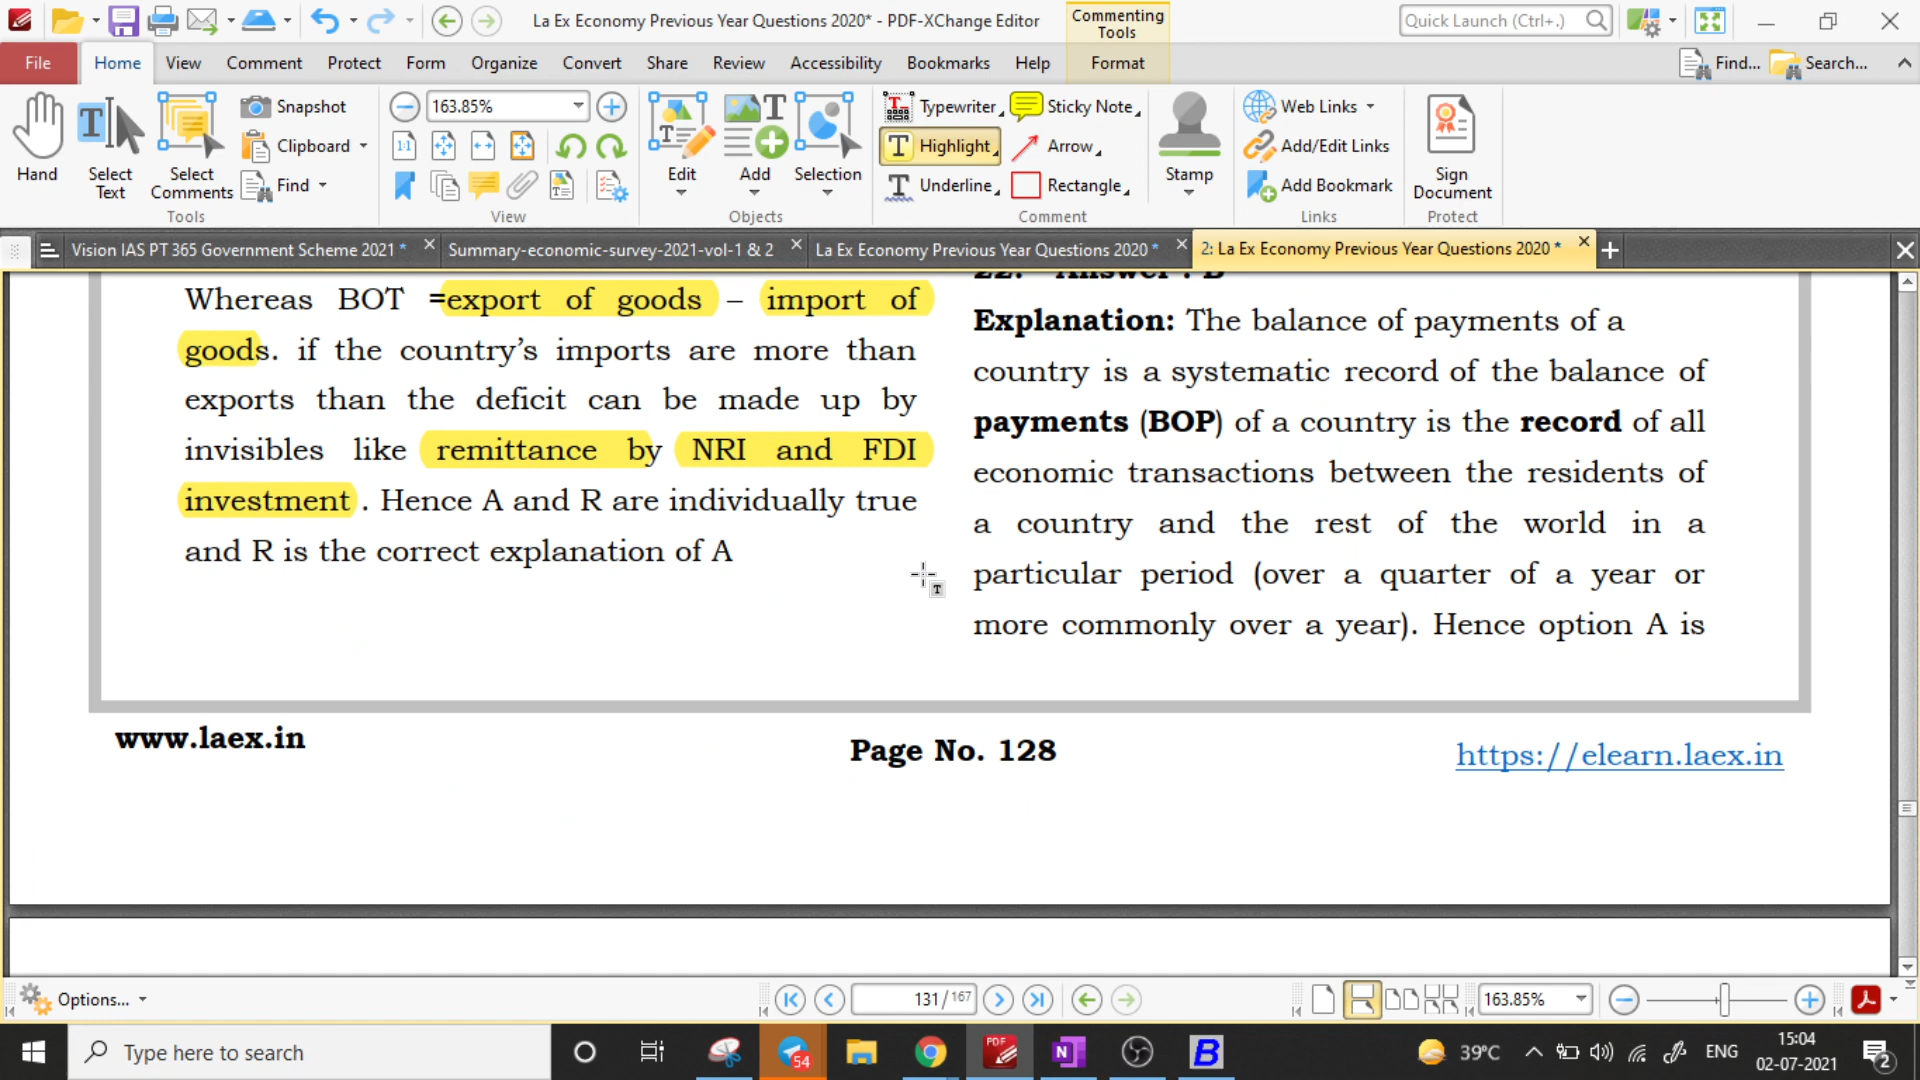 La Ex Economy Previous Year Questions 2020* - PDF-XChange Editor
Commenting Tools
Quick Launch (Ctrl+.)
File Home View Comment Protect Form Organize Convert Share Review Accessibility Bookmarks Help Format Find... Search...
Hand
Select Text
Select Comments
Snapshot
Clipboard
Find
Tools
163.85%
1:1
View
Edit
Add
Selection
Objects
Typewriter
Sticky Note
Highlight
Arrow
Underline
Rectangle
Stamp
Comment
Web Links
Add/Edit Links
Add Bookmark
Links
Sign Document
Protect
Vision IAS PT 365 Government Scheme 2021 *
Summary-economic-survey-2021-vol-1 & 2
La Ex Economy Previous Year Questions 2020 *
2: La Ex Economy Previous Year Questions 2020 *
Whereas BOT =export of goods – import of
goods. if the country's imports are more than
exports than the deficit can be made up by
invisibles like remittance by NRI and FDI
investment . Hence A and R are individually true
and R is the correct explanation of A
22. Answer : B
Explanation: The balance of payments of a
country is a systematic record of the balance of
payments (BOP) of a country is the record of all
economic transactions between the residents of
a country and the rest of the world in a
particular period (over a quarter of a year or
more commonly over a year). Hence option A is
www.laex.in
Page No. 128
https://elearn.laex.in
Options...
131 / 167
163.85%
Type here to search
54
PDF
N
B
39°C
ENG
15:04
02-07-2021
2